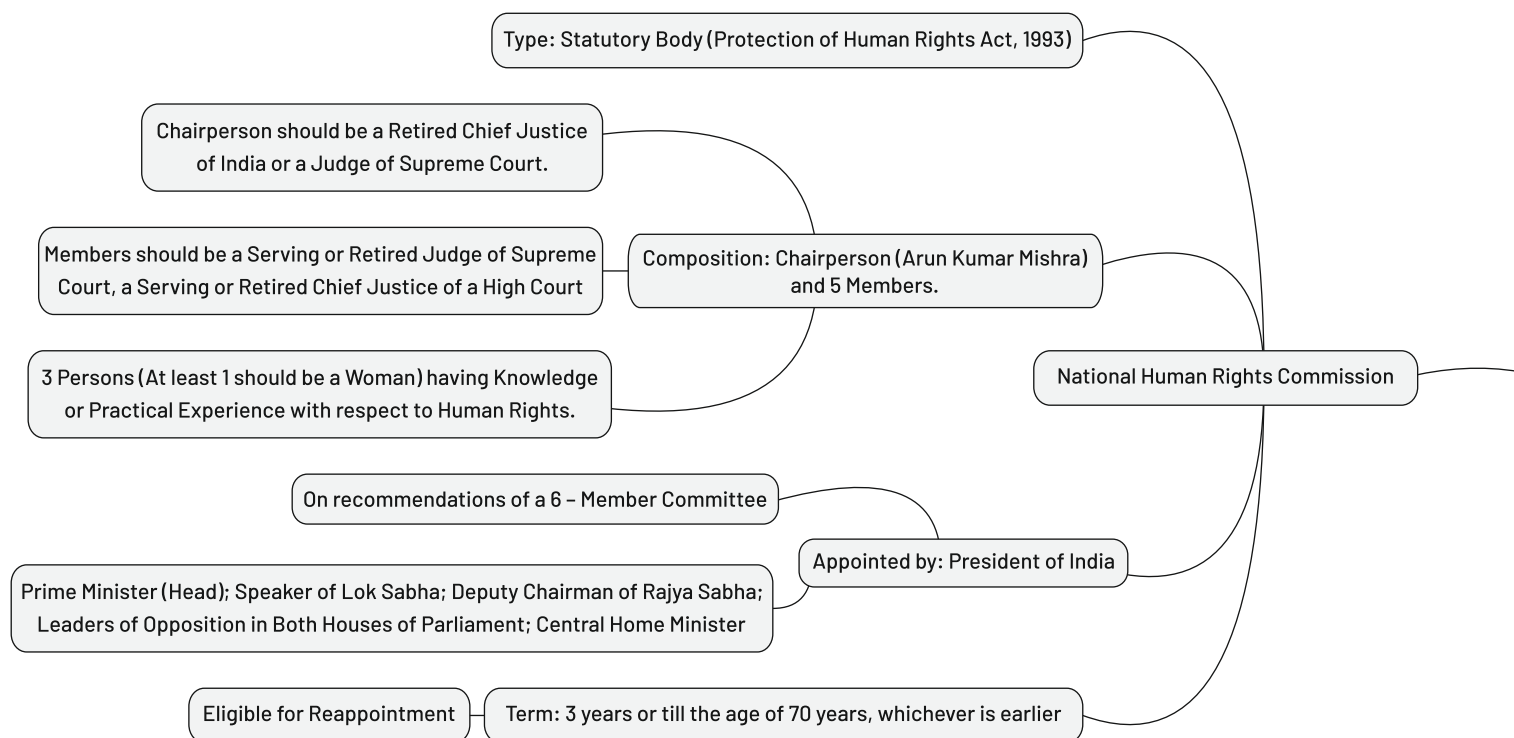 Type: Statutory Body (Protection of Human Rights Act, 1993)
Chairperson should be a Retired Chief Justice
of India or a Judge of Supreme Court.
Members should be a Serving or Retired Judge of Supreme
Court, a Serving or Retired Chief Justice of a High Court
Composition: Chairperson (Arun Kumar Mishra)
and 5 Members.
3 Persons (At least 1 should be a Woman) having Knowledge
or Practical Experience with respect to Human Rights.
National Human Rights Commission
On recommendations of a 6 – Member Committee
Appointed by: President of India
Prime Minister (Head); Speaker of Lok Sabha; Deputy Chairman of Rajya Sabha;
Leaders of Opposition in Both Houses of Parliament; Central Home Minister
Eligible for Reappointment
Term: 3 years or till the age of 70 years, whichever is earlier